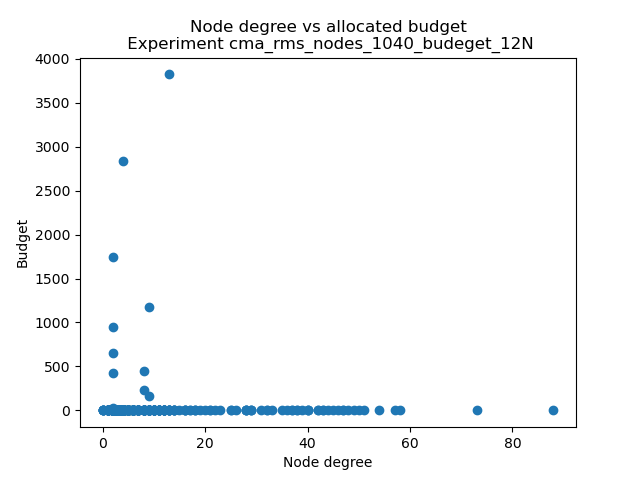 Node degree vs allocated budget
Experiment cma_rms_nodes_1040_budeget_12N
4000
3500
3000
2500
2000
1500
1000
500
0
Budget
0 20 40 60 80
Node degree